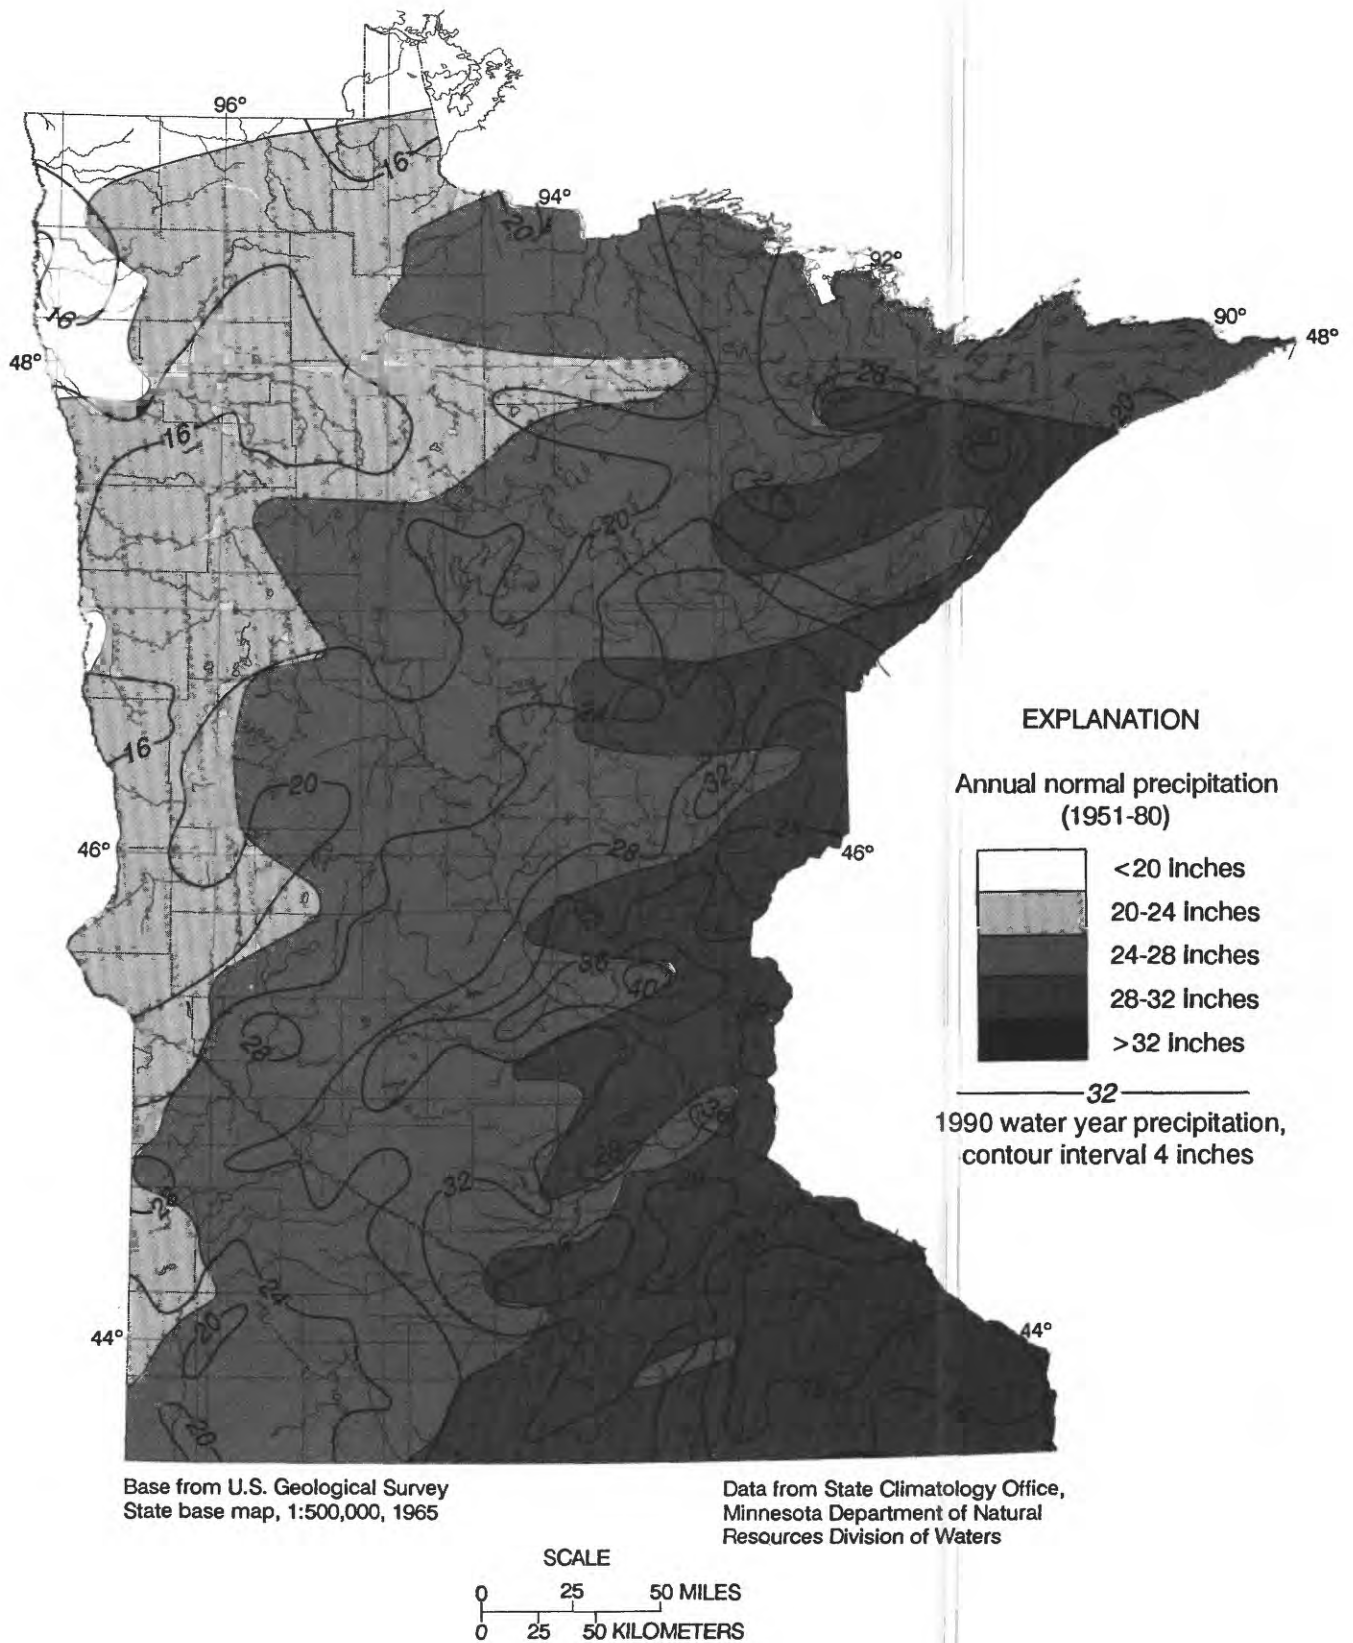 96°
16
94°
20
92°
16
90°
48°
48°
28
20
16
16
20
24
16
32
20
EXPLANATION
Annual normal precipitation
(1951-80)
28
24
46°
46°
<20 inches
20-24 inches
24-28 inches
36
40
28-32 inches
28
>32 inches
32
1990 water year precipitation,
contour interval 4 inches
28
32
28
24
20
44°
44°
20
Base from U.S. Geological Survey
State base map, 1:500,000, 1965
Data from State Climatology Office,
Minnesota Department of Natural
Resources Division of Waters
SCALE
0 25 50 MILES
0 25 50 KILOMETERS